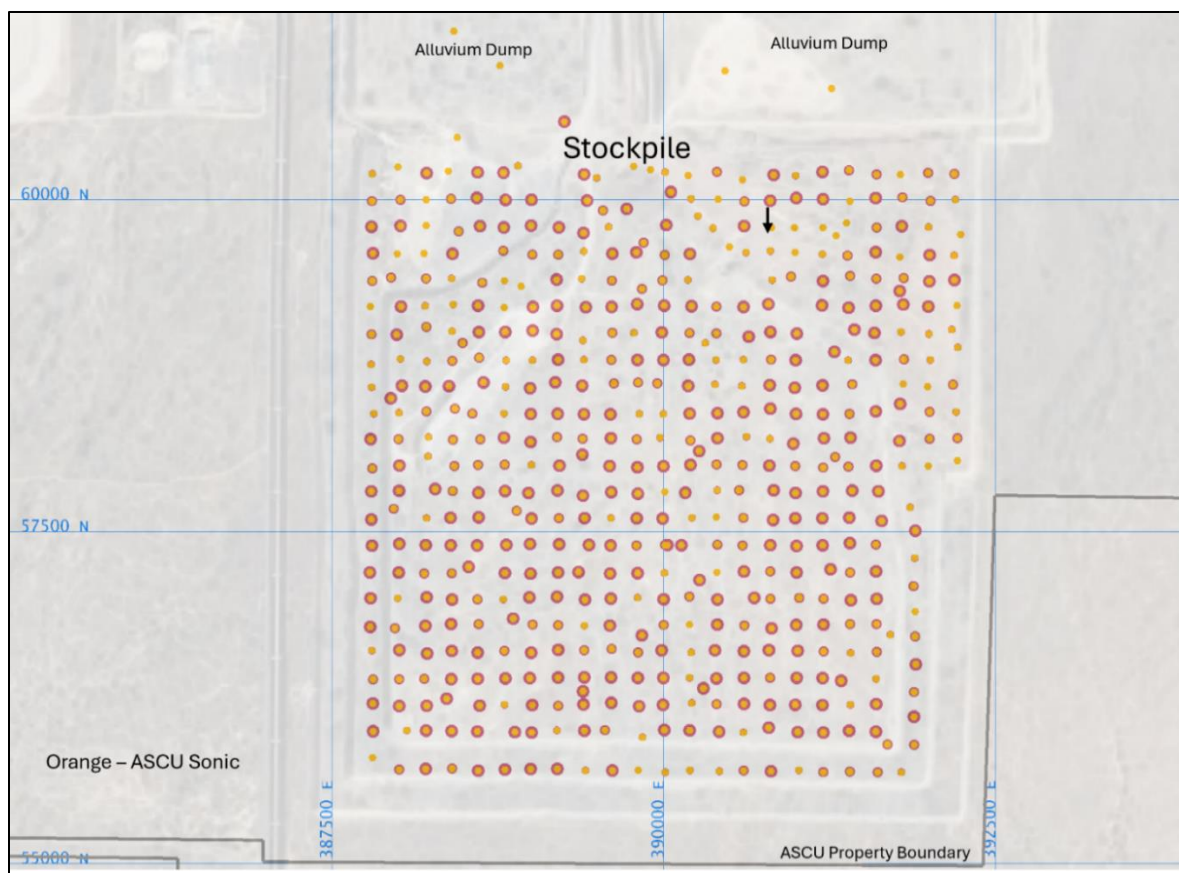 Alluvium Dump
Alluvium Dump
Stockpile
60000 N
57500 N
Orange – ASCU Sonic
387500 E
390000 E
392500 E
ASCU Property Boundary
55000 N